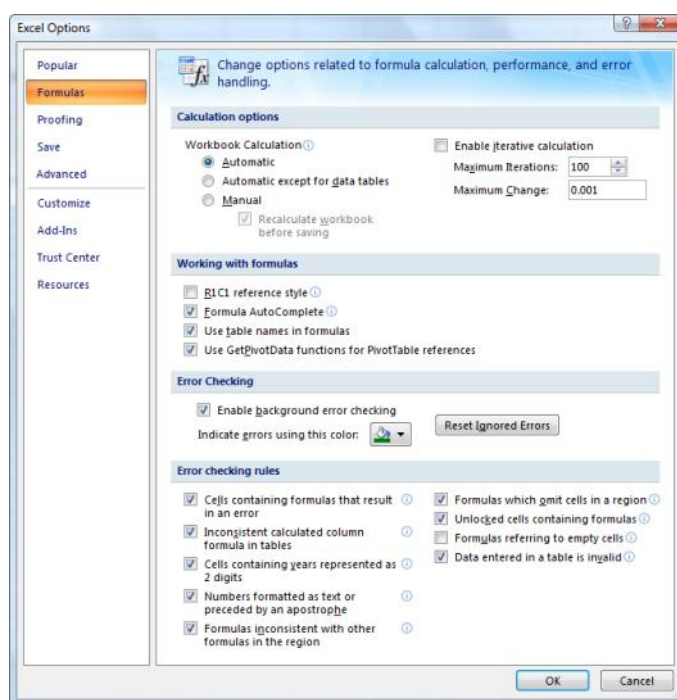 Excel Options
Popular
Formulas
Proofing
Save
Advanced
Customize
Add-Ins
Trust Center
Resources
Change options related to formula calculation, performance, and error
handling.
Calculation options
Workbook Calculation
Automatic
Automatic except for data tables
Manual
Recalculate workbook
before saving
Enable iterative calculation
Maximum Iterations: 100
Maximum Change: 0.001
Working with formulas
R1C1 reference style
Formula AutoComplete
Use table names in formulas
Use GetPivotData functions for PivotTable references
Error Checking
Enable background error checking
Indicate errors using this color:
Reset Ignored Errors
Error checking rules
Cells containing formulas that result
in an error
Inconsistent calculated column
formula in tables
Cells containing years represented as
2 digits
Numbers formatted as text or
preceded by an apostrophe
Formulas inconsistent with other
formulas in the region
Formulas which omit cells in a region
Unlocked cells containing formulas
Formulas referring to empty cells
Data entered in a table is invalid
OK
Cancel